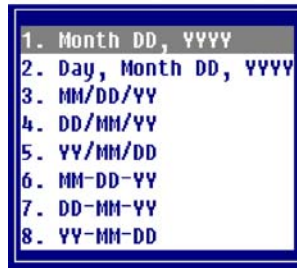 1. Month DD, YYYY
2. Day, Month DD, YYYY
3. MM/DD/YY
4. DD/MM/YY
5. YY/MM/DD
6. MM-DD-YY
7. DD-MM-YY
8. YY-MM-DD